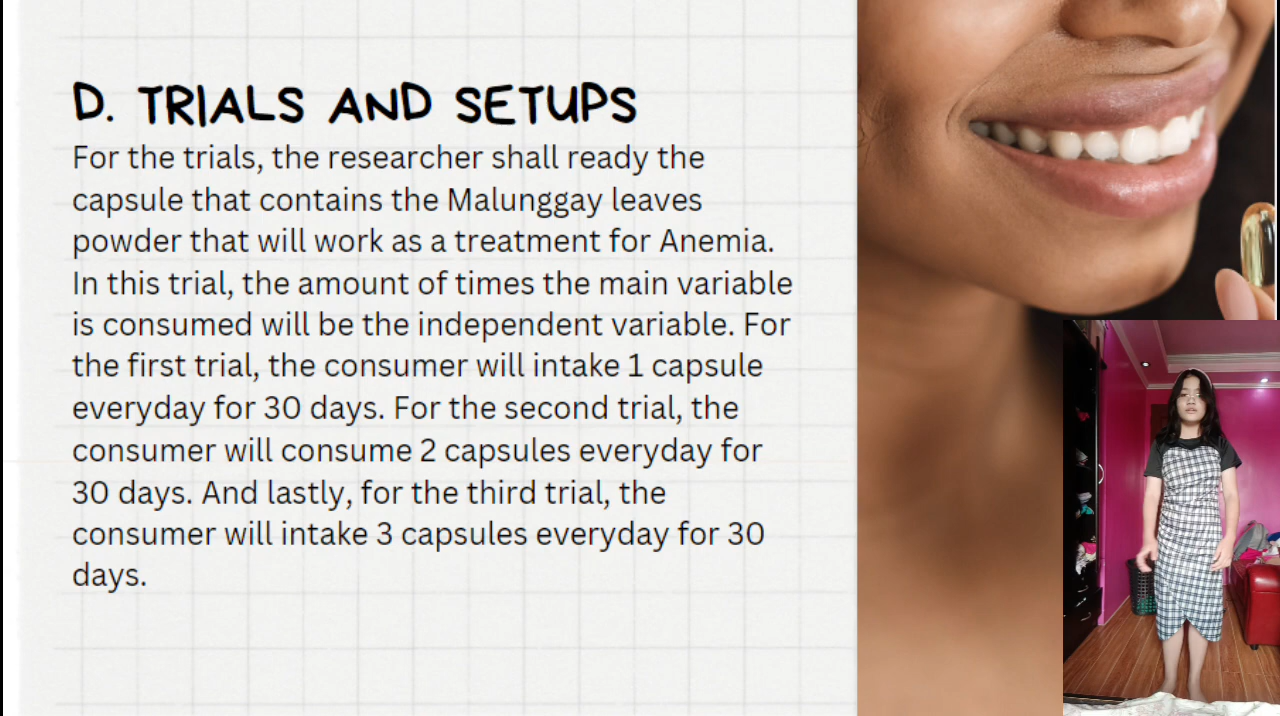 D. TRIALS AND SETUPS
For the trials, the researcher shall ready the
capsule that contains the Malunggay leaves
powder that will work as a treatment for Anemia.
In this trial, the amount of times the main variable
is consumed will be the independent variable. For
the first trial, the consumer will intake 1 capsule
everyday for 30 days. For the second trial, the
consumer will consume 2 capsules everyday for
30 days. And lastly, for the third trial, the
consumer will intake 3 capsules everyday for 30
days.